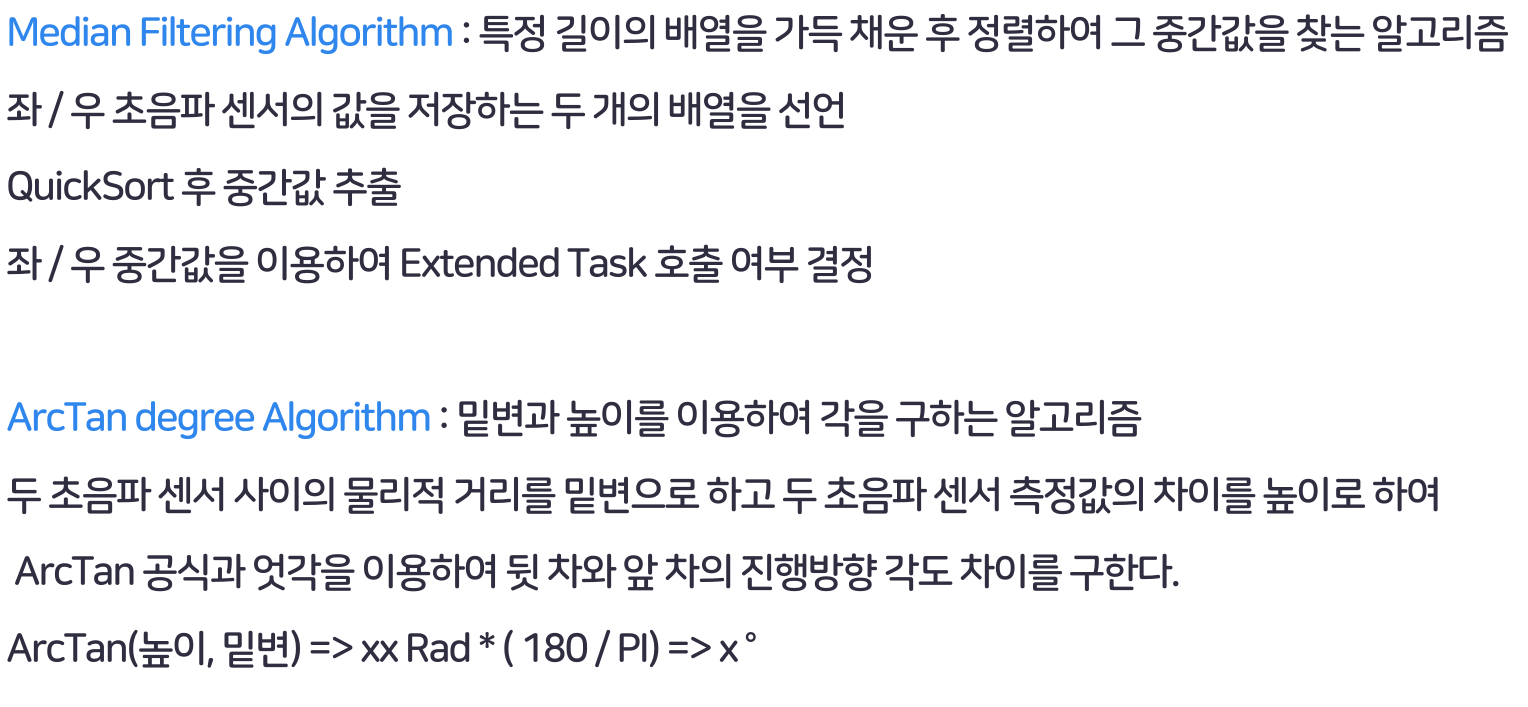 Median Filtering Algorithm : 특정 길이의 배열을 가득 채운 후 정렬하여 그 중간값을 찾는 알고리즘
좌 / 우 초음파 센서의 값을 저장하는 두 개의 배열을 선언
QuickSort 후 중간값 추출
좌 / 우 중간값을 이용하여 Extended Task 호출 여부 결정
ArcTan degree Algorithm : 밑변과 높이를 이용하여 각을 구하는 알고리즘
두 초음파 센서 사이의 물리적 거리를 밑변으로 하고 두 초음파 센서 측정값의 차이를 높이로 하여
ArcTan 공식과 엇각을 이용하여 뒷 차와 앞 차의 진행방향 각도 차이를 구한다.
ArcTan(높이, 밑변) => xx Rad * ( 180 / PI) => x °